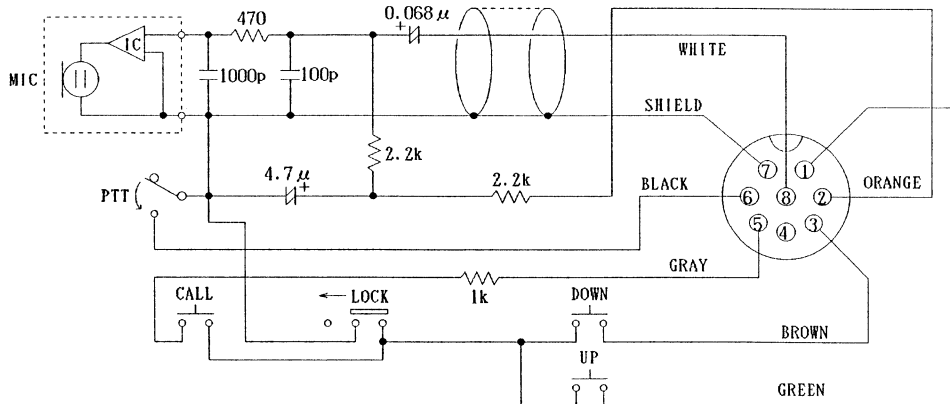 0.068μ
+
470
WHITE
IC
MIC
1000p
100p
SHIELD
2.2k
4.7μ
+
2.2k
PTT
BLACK
ORANGE
7
1
6
8
2
5
4
3
GRAY
1k
CALL
LOCK
DOWN
BROWN
UP
GREEN